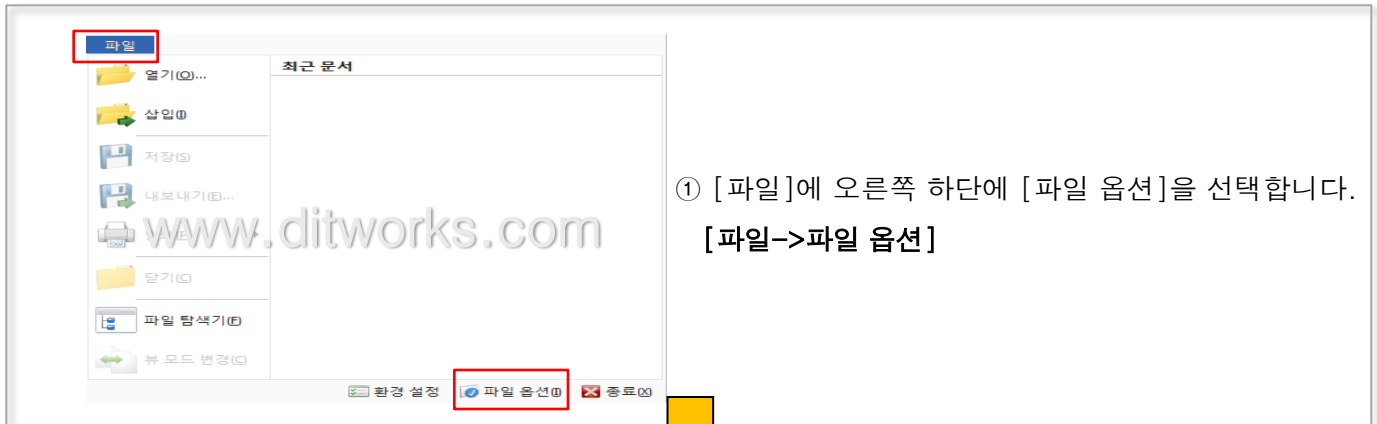 파일
최근 문서
열기(O)...
삽입(I)
저장(S)
내보내기(E)...
www.ditworks.com
닫기(C)
파일 탐색기(F)
뷰 모드 변경(C)
환경 설정 파일 옵션(I) 종료(X)
① [파일]에 오른쪽 하단에 [파일 옵션]을 선택합니다.
[파일->파일 옵션]